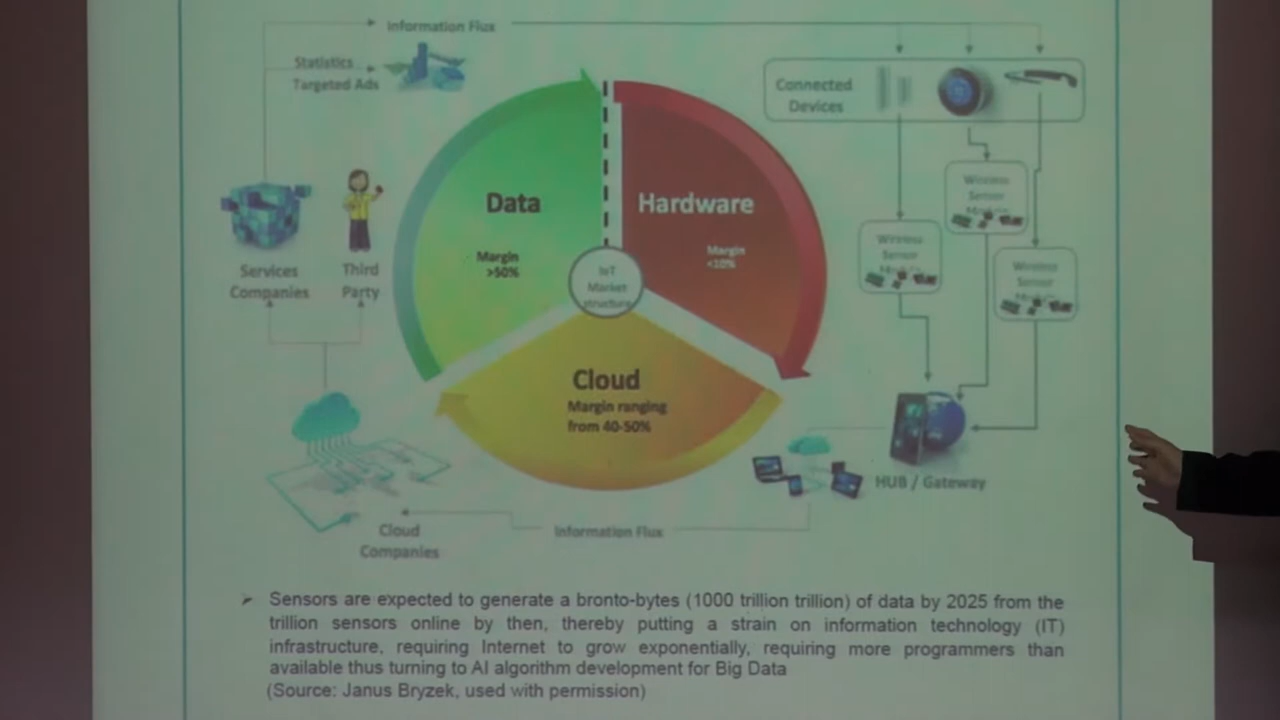 Information Flux
Statistics
Targeted Ads
Connected
Devices
Data
Margin
>50%
Hardware
Margin
<10%
IoT
Market
structure
Cloud
Margin ranging
from 40-50%
Services
Companies
Third
Party
Wireless
Sensor
Wireless
Sensor
Wireless
Sensor
HUB / Gateway
Information Flux
Cloud
Companies
➤ Sensors are expected to generate a bronto-bytes (1000 trillion trillion) of data by 2025 from the
trillion sensors online by then, thereby putting a strain on information technology (IT)
infrastructure, requiring Internet to grow exponentially, requiring more programmers than
available thus turning to AI algorithm development for Big Data
(Source: Janus Bryzek, used with permission)